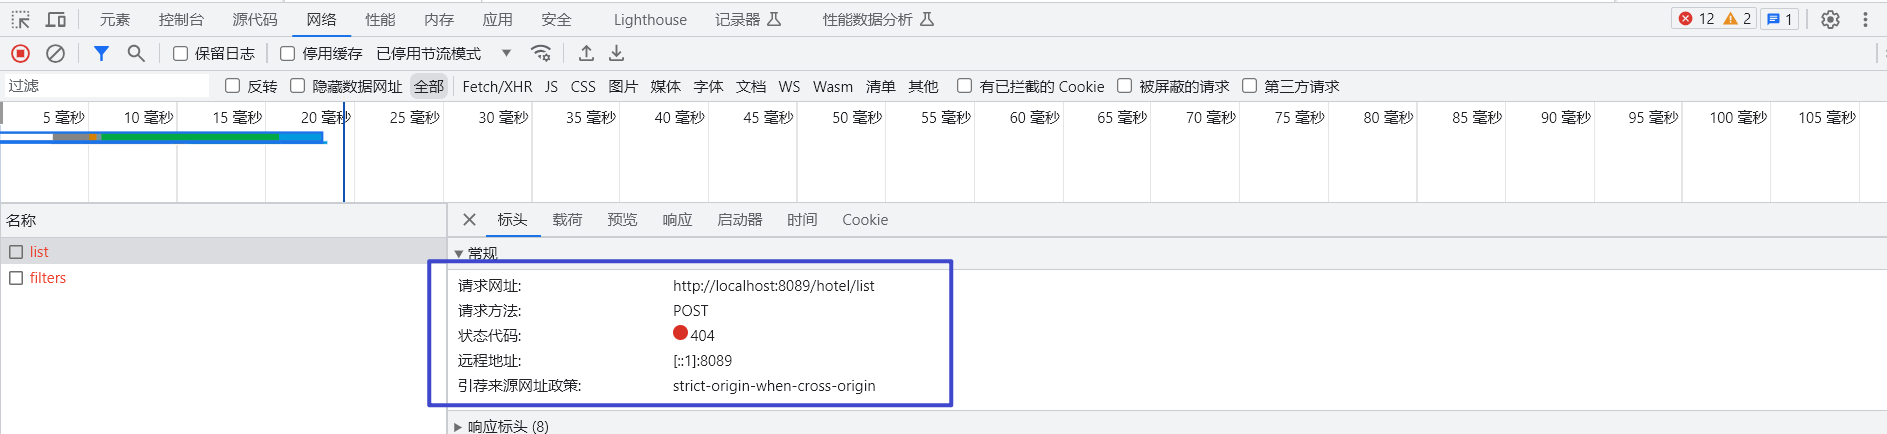 元素 控制台 源代码 网络 性能 内存 应用 安全 Lighthouse 记录器 性能数据分析 12 2 1
保留日志 停用缓存 已停用节流模式
过滤 反转 隐藏数据网址 全部 Fetch/XHR JS CSS 图片 媒体 字体 文档 WS Wasm 清单 其他 有已拦截的 Cookie 被屏蔽的请求 第三方请求
5 毫秒 10 毫秒 15 毫秒 20 毫秒 25 毫秒 30 毫秒 35 毫秒 40 毫秒 45 毫秒 50 毫秒 55 毫秒 60 毫秒 65 毫秒 70 毫秒 75 毫秒 80 毫秒 85 毫秒 90 毫秒 95 毫秒 100 毫秒 105 毫秒
名称
list
filters
标头 载荷 预览 响应 启动器 时间 Cookie
常规
请求网址: http://localhost:8089/hotel/list
请求方法: POST
状态代码: 404
远程地址: [::1]:8089
引荐来源网址政策: strict-origin-when-cross-origin
响应标头 (8)